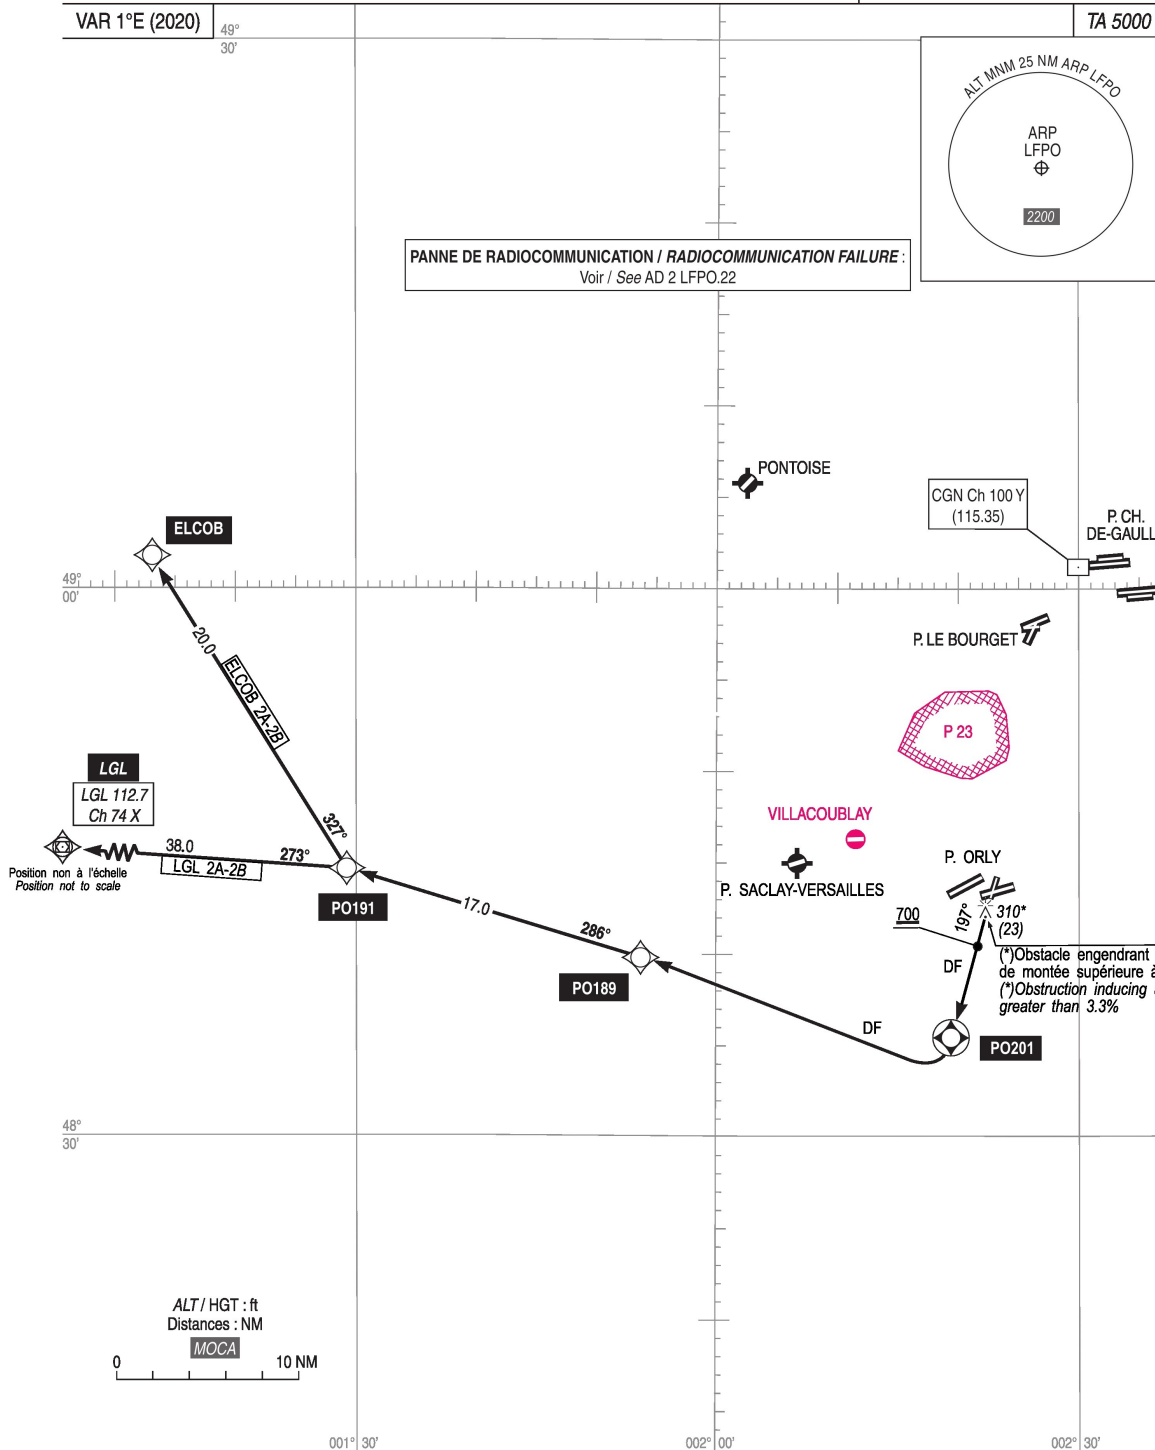 VAR 1°E (2020)
TA 5000
49°
30'
ALT MNM 25 NM ARP LFPO
ARP
LFPO
2200
PANNE DE RADIOCOMMUNICATION / RADIOCOMMUNICATION FAILURE :
Voir / See AD 2 LFPO.22
PONTOISE
CGN Ch 100 Y
(115.35)
P. CH.
DE-GAULL
ELCOB
49°
00'
P. LE BOURGET
20.0
ELCOB 2A-2B
P 23
LGL
LGL 112.7
Ch 74 X
VILLACOUBLAY
327°
38.0
273°
LGL 2A-2B
Position non à l'échelle
Position not to scale
P. ORLY
P. SACLAY-VERSAILLES
PO191
17.0
286°
700
197°
310*
(23)
(*)Obstacle engendrant
de montée supérieure à
(*)Obstruction inducing
greater than 3.3%
DF
PO189
DF
PO201
48°
30'
ALT / HGT : ft
Distances : NM
MOCA
0 10 NM
001° 30'
002° 00'
002° 30'